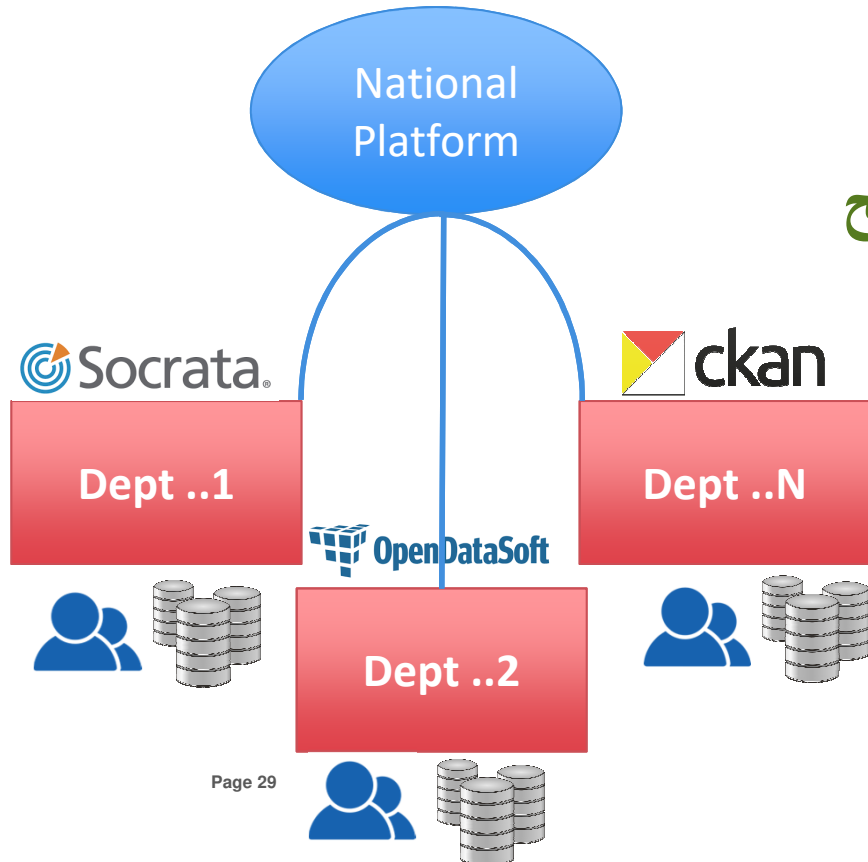 National
Platform
Socrata®
ckan
Dept ..1
Dept ..N
OpenDataSoft
Dept ..2
Page 29